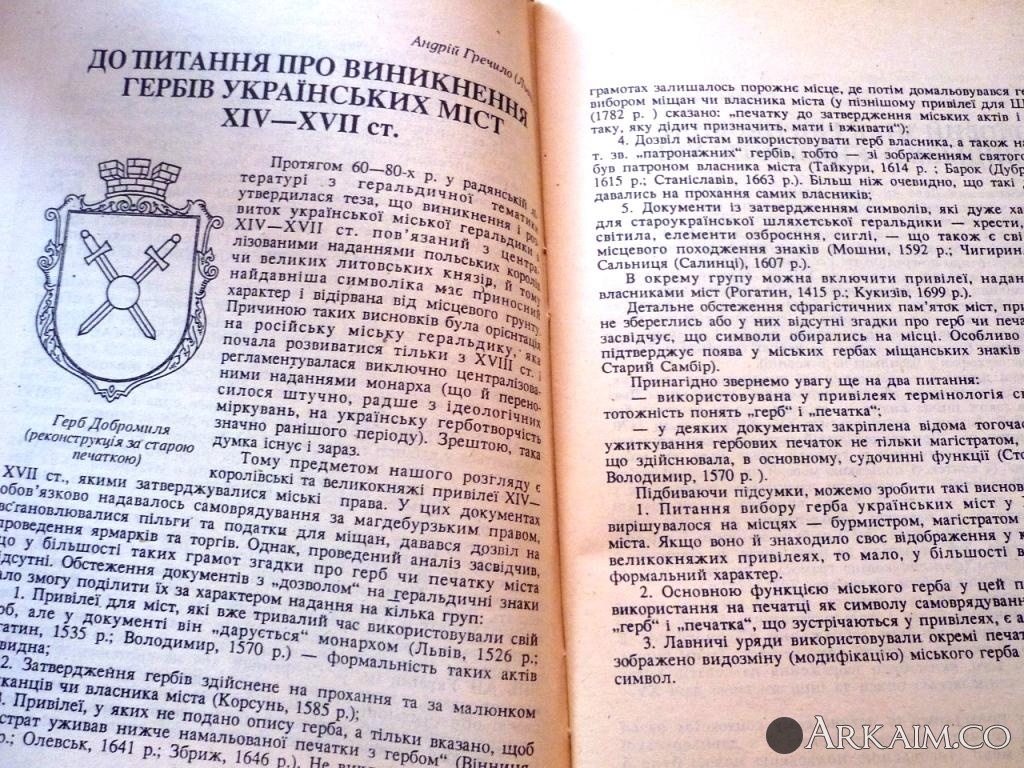 Андрій Гречило
ДО ПИТАННЯ ПРО ВИНИКНЕННЯ
ГЕРБІВ УКРАЇНСЬКИХ МІСТ
XIV—XVII ст.
Протягом 60—80-х р. у радянській лі-
тературі з геральдичної тематики
утвердилася теза, що виникнення і роз-
виток української міської геральдики
XIV—XVII ст. пов'язаний з центра-
лізованими наданнями польських королів
чи великих литовських князів, й тому
найдавніша символіка має приносний
характер і відірвана від місцевого грунту.
Причиною таких висновків була орієнтація
на російську міську геральдику, яка
почала розвиватися тільки з XVIII ст. і
регламентувалася виключно централізова-
ними наданнями монарха (що й перено-
силося штучно, радше з ідеологічних
міркувань, на українську герботворчість
значно ранішого періоду). Зрештою, така
думка існує і зараз.
Герб Добромиля
(реконструкція за старою
печаткою)
Тому предметом нашого розгляду є
королівські та великокняжі привілеї XIV—
XVII ст., якими затверджувалися міські права. У цих документах
обов'язково надавалось самоврядування за магдебурзьким правом,
встановлювалися пільги та податки для міщан, давався дозвіл на
проведення ярмарків та торгів. Однак, проведений аналіз засвідчив,
що у більшості таких грамот згадки про герб чи печатку міста
відсутні. Обстеження документів з „дозволом“ на геральдичні знаки
дало змогу поділити їх за характером надання на кілька груп:
1. Привілеї для міст, які вже тривалий час використовували свій
герб, але у документі він „дарується“ монархом (Львів, 1526 р.;
Рогатин, 1535 р.; Володимир, 1570 р.) — формальність таких актів
очевидна;
2. Затвердження гербів здійснене на прохання та за малюнком
мешканців чи власника міста (Корсунь, 1585 р.);
3. Привілеї, у яких не подано опису герба, а тільки вказано, щоб
магістрат уживав нижче намальованої печатки з гербом“ (Вінниця,
р.; Олевськ, 1641 р.; Збриж, 1646 р.). Не
грамотах залишалось порожнє місце, де потім домальовувався
вибором міщан чи власника міста (у пізнішому привілеї для
(1782 р. ) сказано: „печатку до затвердження міських актів і
таку, яку дідич призначить, мати і вживати“);
4. Дозвіл містам використовувати герб власника, а також
т. зв. „патронажних“ гербів, тобто — зі зображенням святого
був патроном власника міста (Тайкури, 1614 р. ; Барок
1615 р.; Станіславів, 1663 р.). Більш ніж очевидно, що такі
давались на прохання самих власників;
5. Документи із затвердженням символів, які дуже
для староукраїнської шляхетської геральдики — хрести,
світила, елементи озброєння, сиглі, — що також є
місцевого походження знаків (Мошни, 1592 р.; Чигирин
Сальниця (Салинці), 1607 р.).
В окрему групу можна включити привілеї,
власниками міст (Рогатин, 1415 р.; Кукизів, 1699 р.).
Детальне обстеження сфрагістичних пам'яток міст,
не збереглись або у них відсутні згадки про герб чи
засвідчує, що символи обирались на місці. Особливо
підтверджує поява у міських гербах міщанських знаків
Старий Самбір).
Принагідно звернемо увагу ще на два питання:
— використовувана у привілеях термінологія
тотожність понять „герб“ і „печатка“;
— у деяких документах закріплена відома
ужиткування гербових печаток не тільки магістратом,
що здійснювала, в основному, судочинні функції
Володимир, 1570 р. ).
Підбиваючи підсумки, можемо зробити такі
1. Питання вибору герба українських міст у
вирішувалося на місцях — бурмистром, магістратом
міста. Якщо воно й знаходило своє відображення у
великокняжих привілеях, то мало, у більшості
формальний характер.
2. Основною функцією міського герба у цей
використання на печатці як символу самоврядування
„герб“ і „печатка“, що зустрічаються у привілеях, є
3. Лавничі уряди використовували окремі
зображено видозміну (модифікацію) міського герба
символ.
ARKAIM.CO